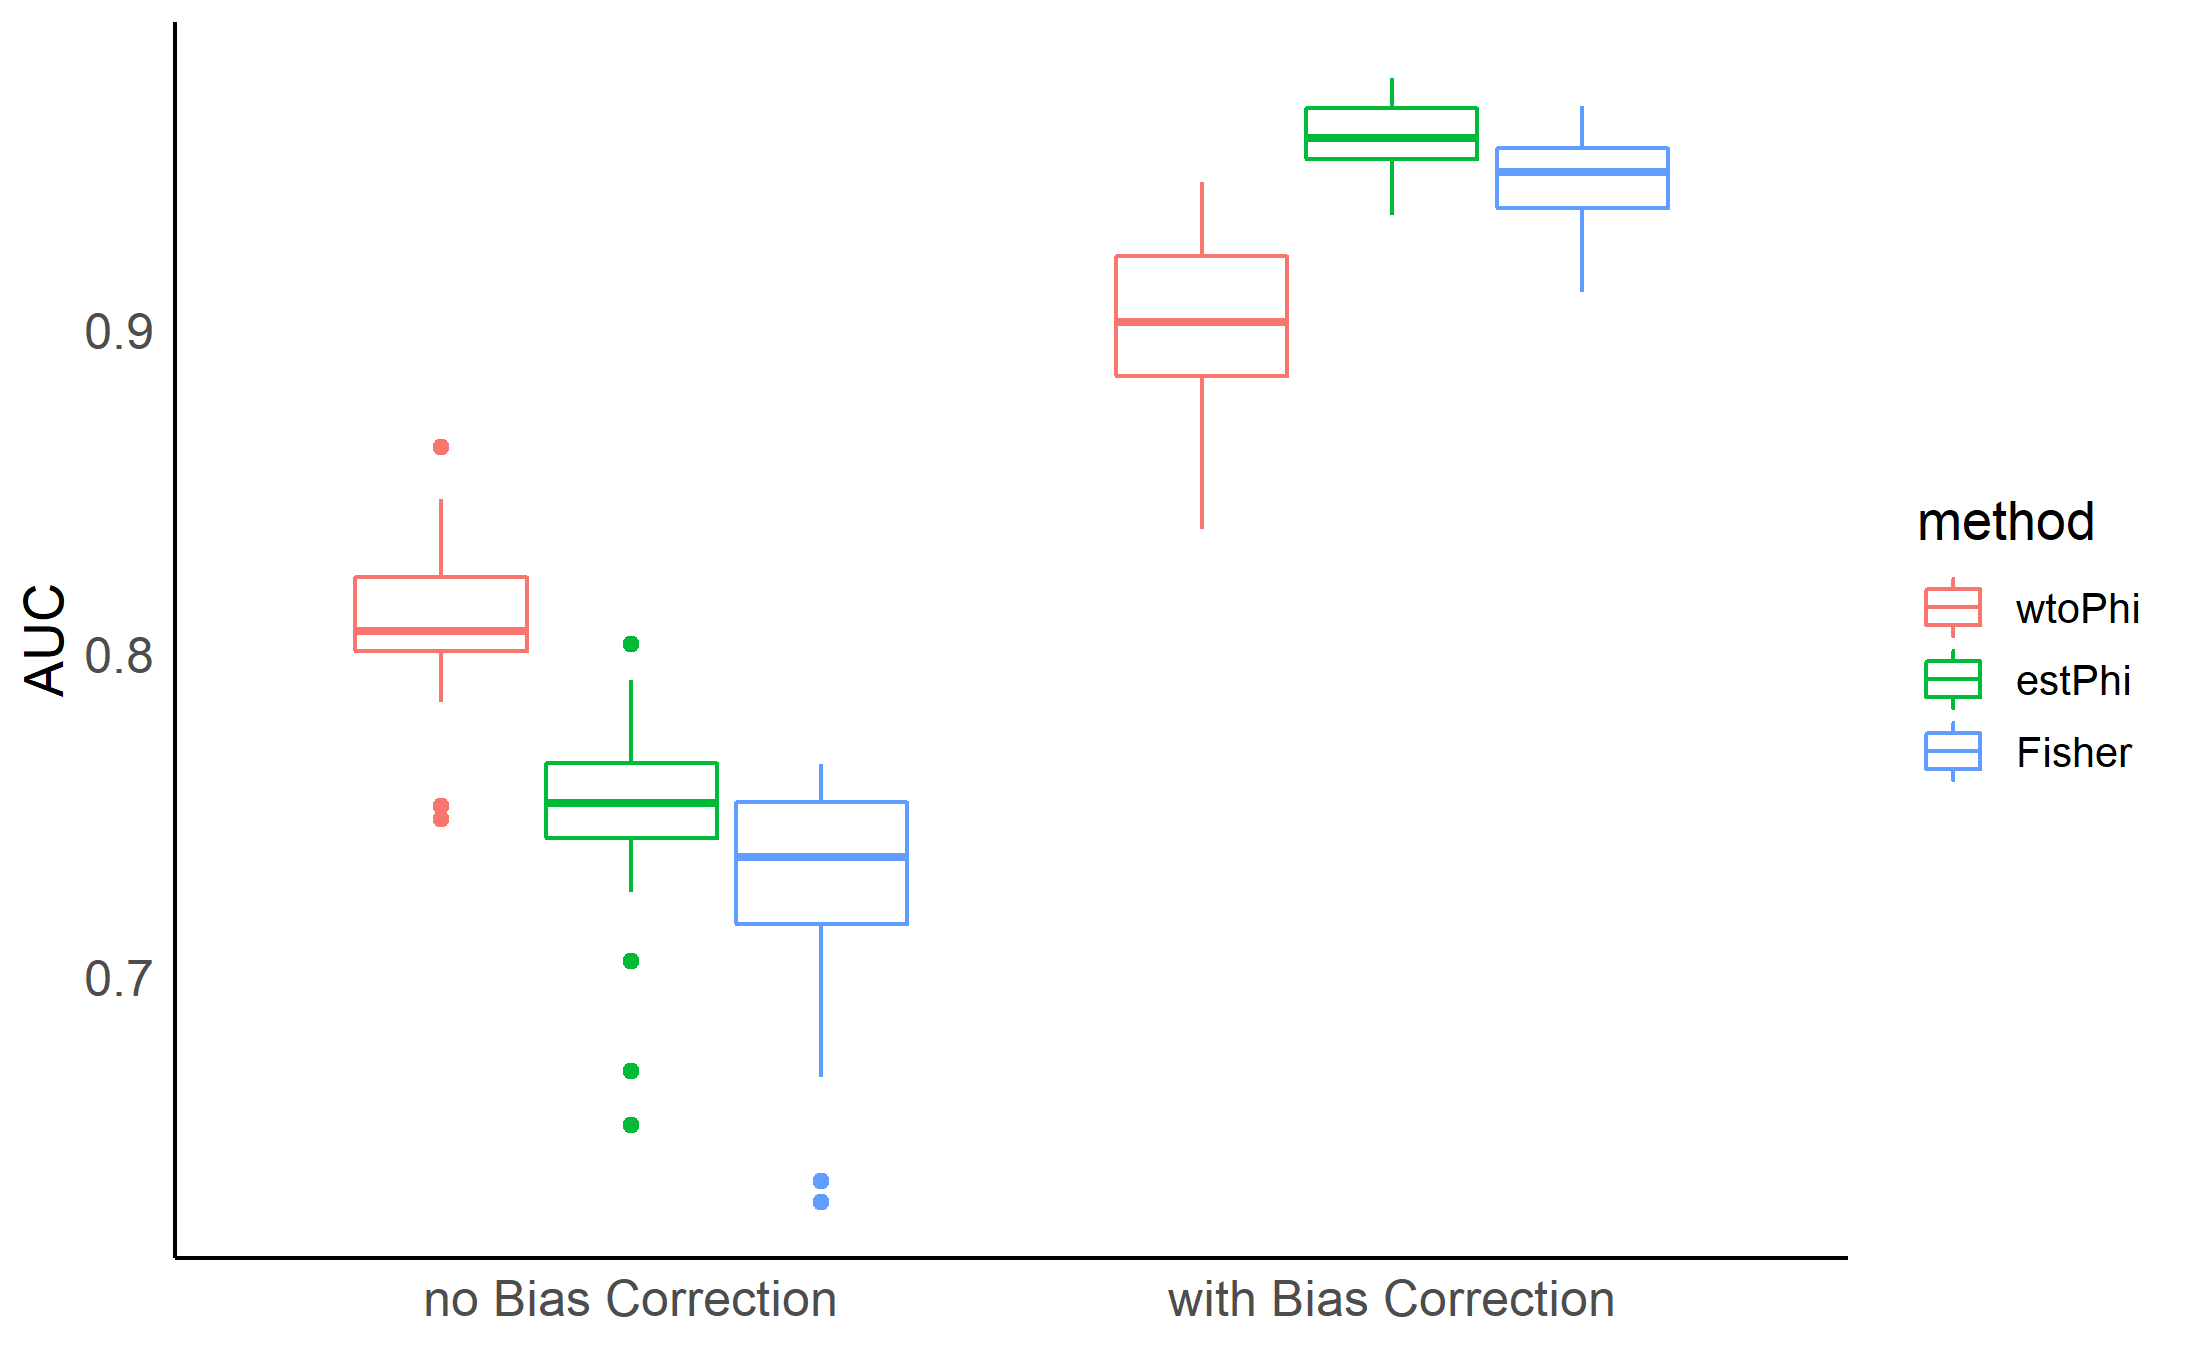 AUC
0.9
0.8
0.7
no Bias Correction
with Bias Correction
method
wtoPhi
estPhi
Fisher